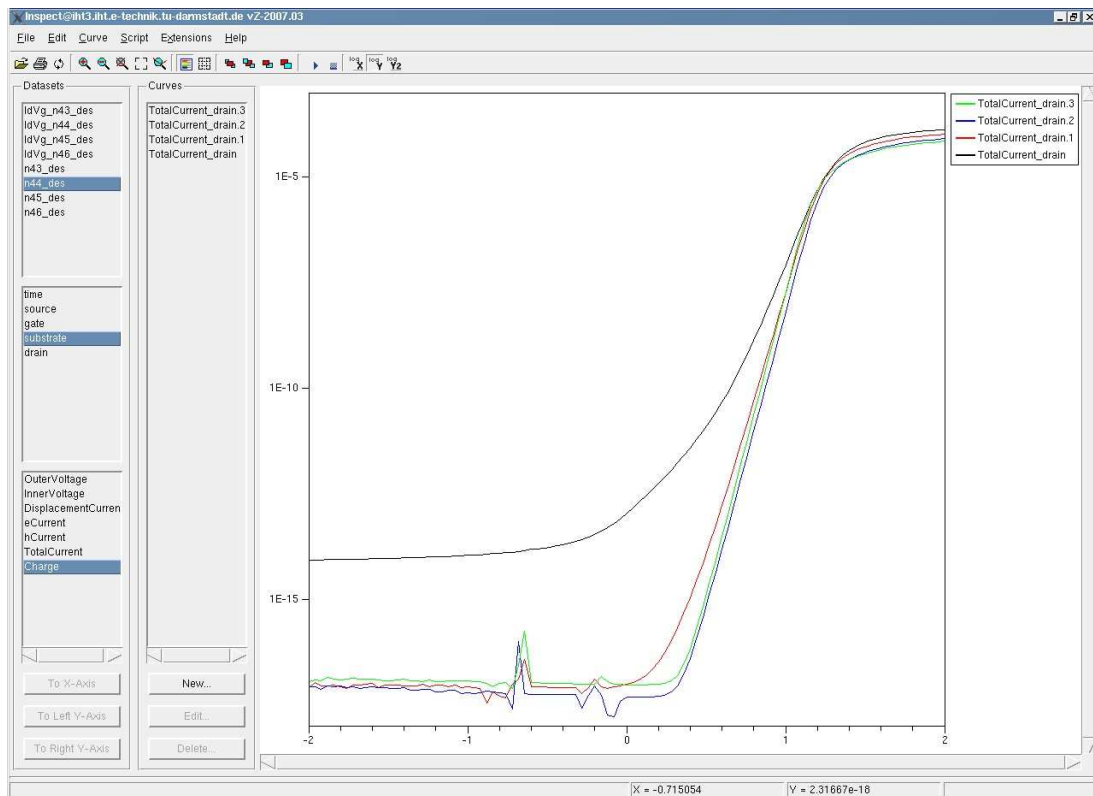 Inspect@iht3.iht.e-technik.tu-darmstadt.de vZ-2007.03
File Edit Curve Script Extensions Help
log X log Y log Y2
Datasets
IdVg_n43_des
IdVg_n44_des
IdVg_n45_des
IdVg_n46_des
n43_des
n44_des
n45_des
n46_des
time
source
gate
substrate
drain
OuterVoltage
InnerVoltage
DisplacementCurren
eCurrent
hCurrent
TotalCurrent
Charge
To X-Axis
To Left Y-Axis
To Right Y-Axis
Curves
TotalCurrent_drain.3
TotalCurrent_drain.2
TotalCurrent_drain.1
TotalCurrent_drain
New...
Edit...
Delete...
1E-5
1E-10
1E-15
-2 -1 0 1 2
TotalCurrent_drain.3
TotalCurrent_drain.2
TotalCurrent_drain.1
TotalCurrent_drain
X = -0.715054 Y = 2.31667e-18